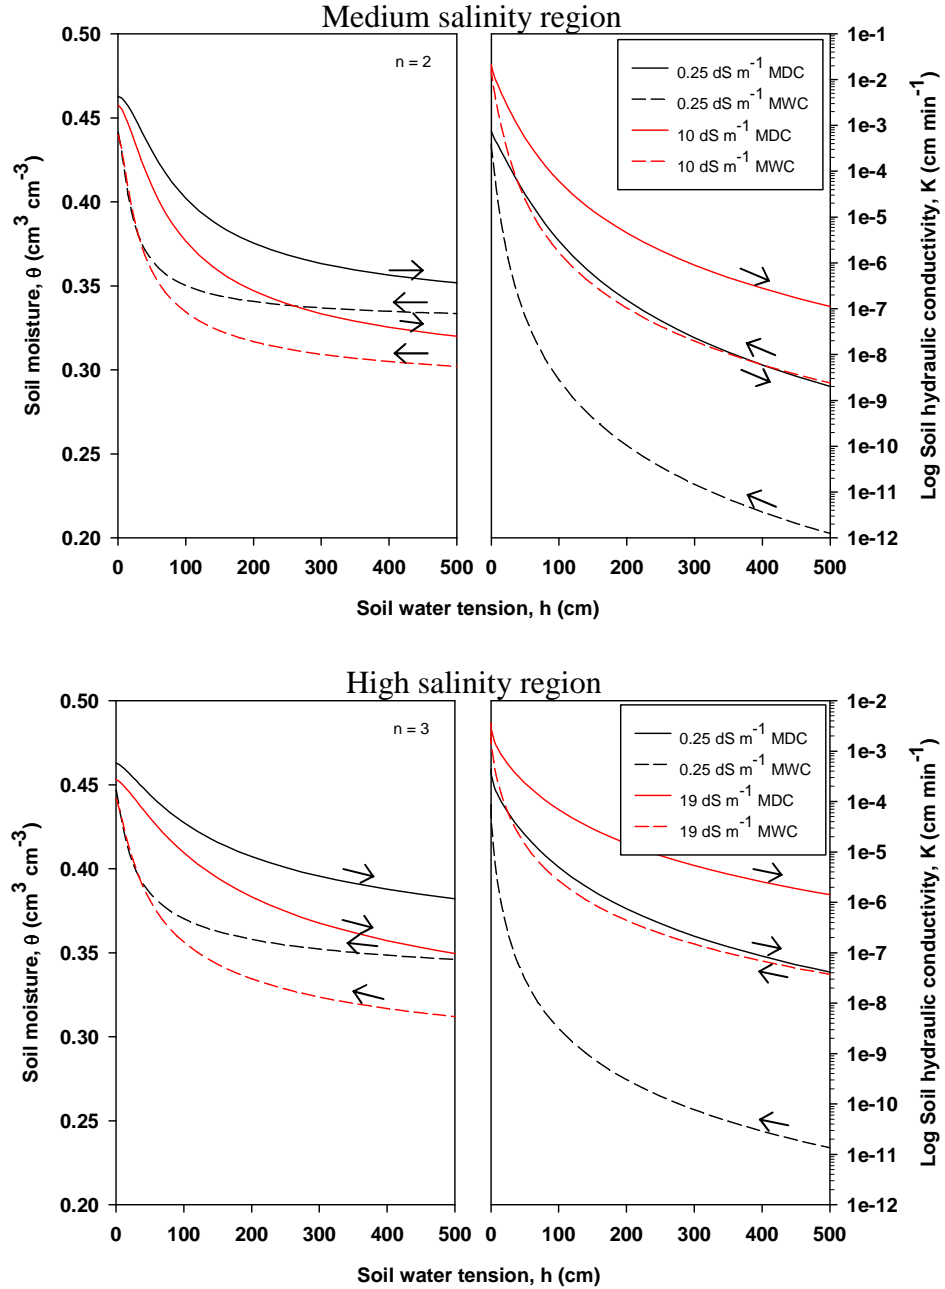 Medium salinity region
0.50
0.45
0.40
0.35
0.30
0.25
0.20
Soil moisture, θ (cm³ cm⁻³)
n = 2
0 100 200 300 400 500
0.25 dS m⁻¹ MDC
0.25 dS m⁻¹ MWC
10 dS m⁻¹ MDC
10 dS m⁻¹ MWC
0 100 200 300 400 500
1e-1
1e-2
1e-3
1e-4
1e-5
1e-6
1e-7
1e-8
1e-9
1e-10
1e-11
1e-12
Log Soil hydraulic conductivity, K (cm min⁻¹)
Soil water tension, h (cm)
High salinity region
0.50
0.45
0.40
0.35
0.30
0.25
0.20
Soil moisture, θ (cm³ cm⁻³)
n = 3
0 100 200 300 400 500
0.25 dS m⁻¹ MDC
0.25 dS m⁻¹ MWC
19 dS m⁻¹ MDC
19 dS m⁻¹ MWC
0 100 200 300 400 500
1e-2
1e-3
1e-4
1e-5
1e-6
1e-7
1e-8
1e-9
1e-10
1e-11
1e-12
Log Soil hydraulic conductivity, K (cm min⁻¹)
Soil water tension, h (cm)